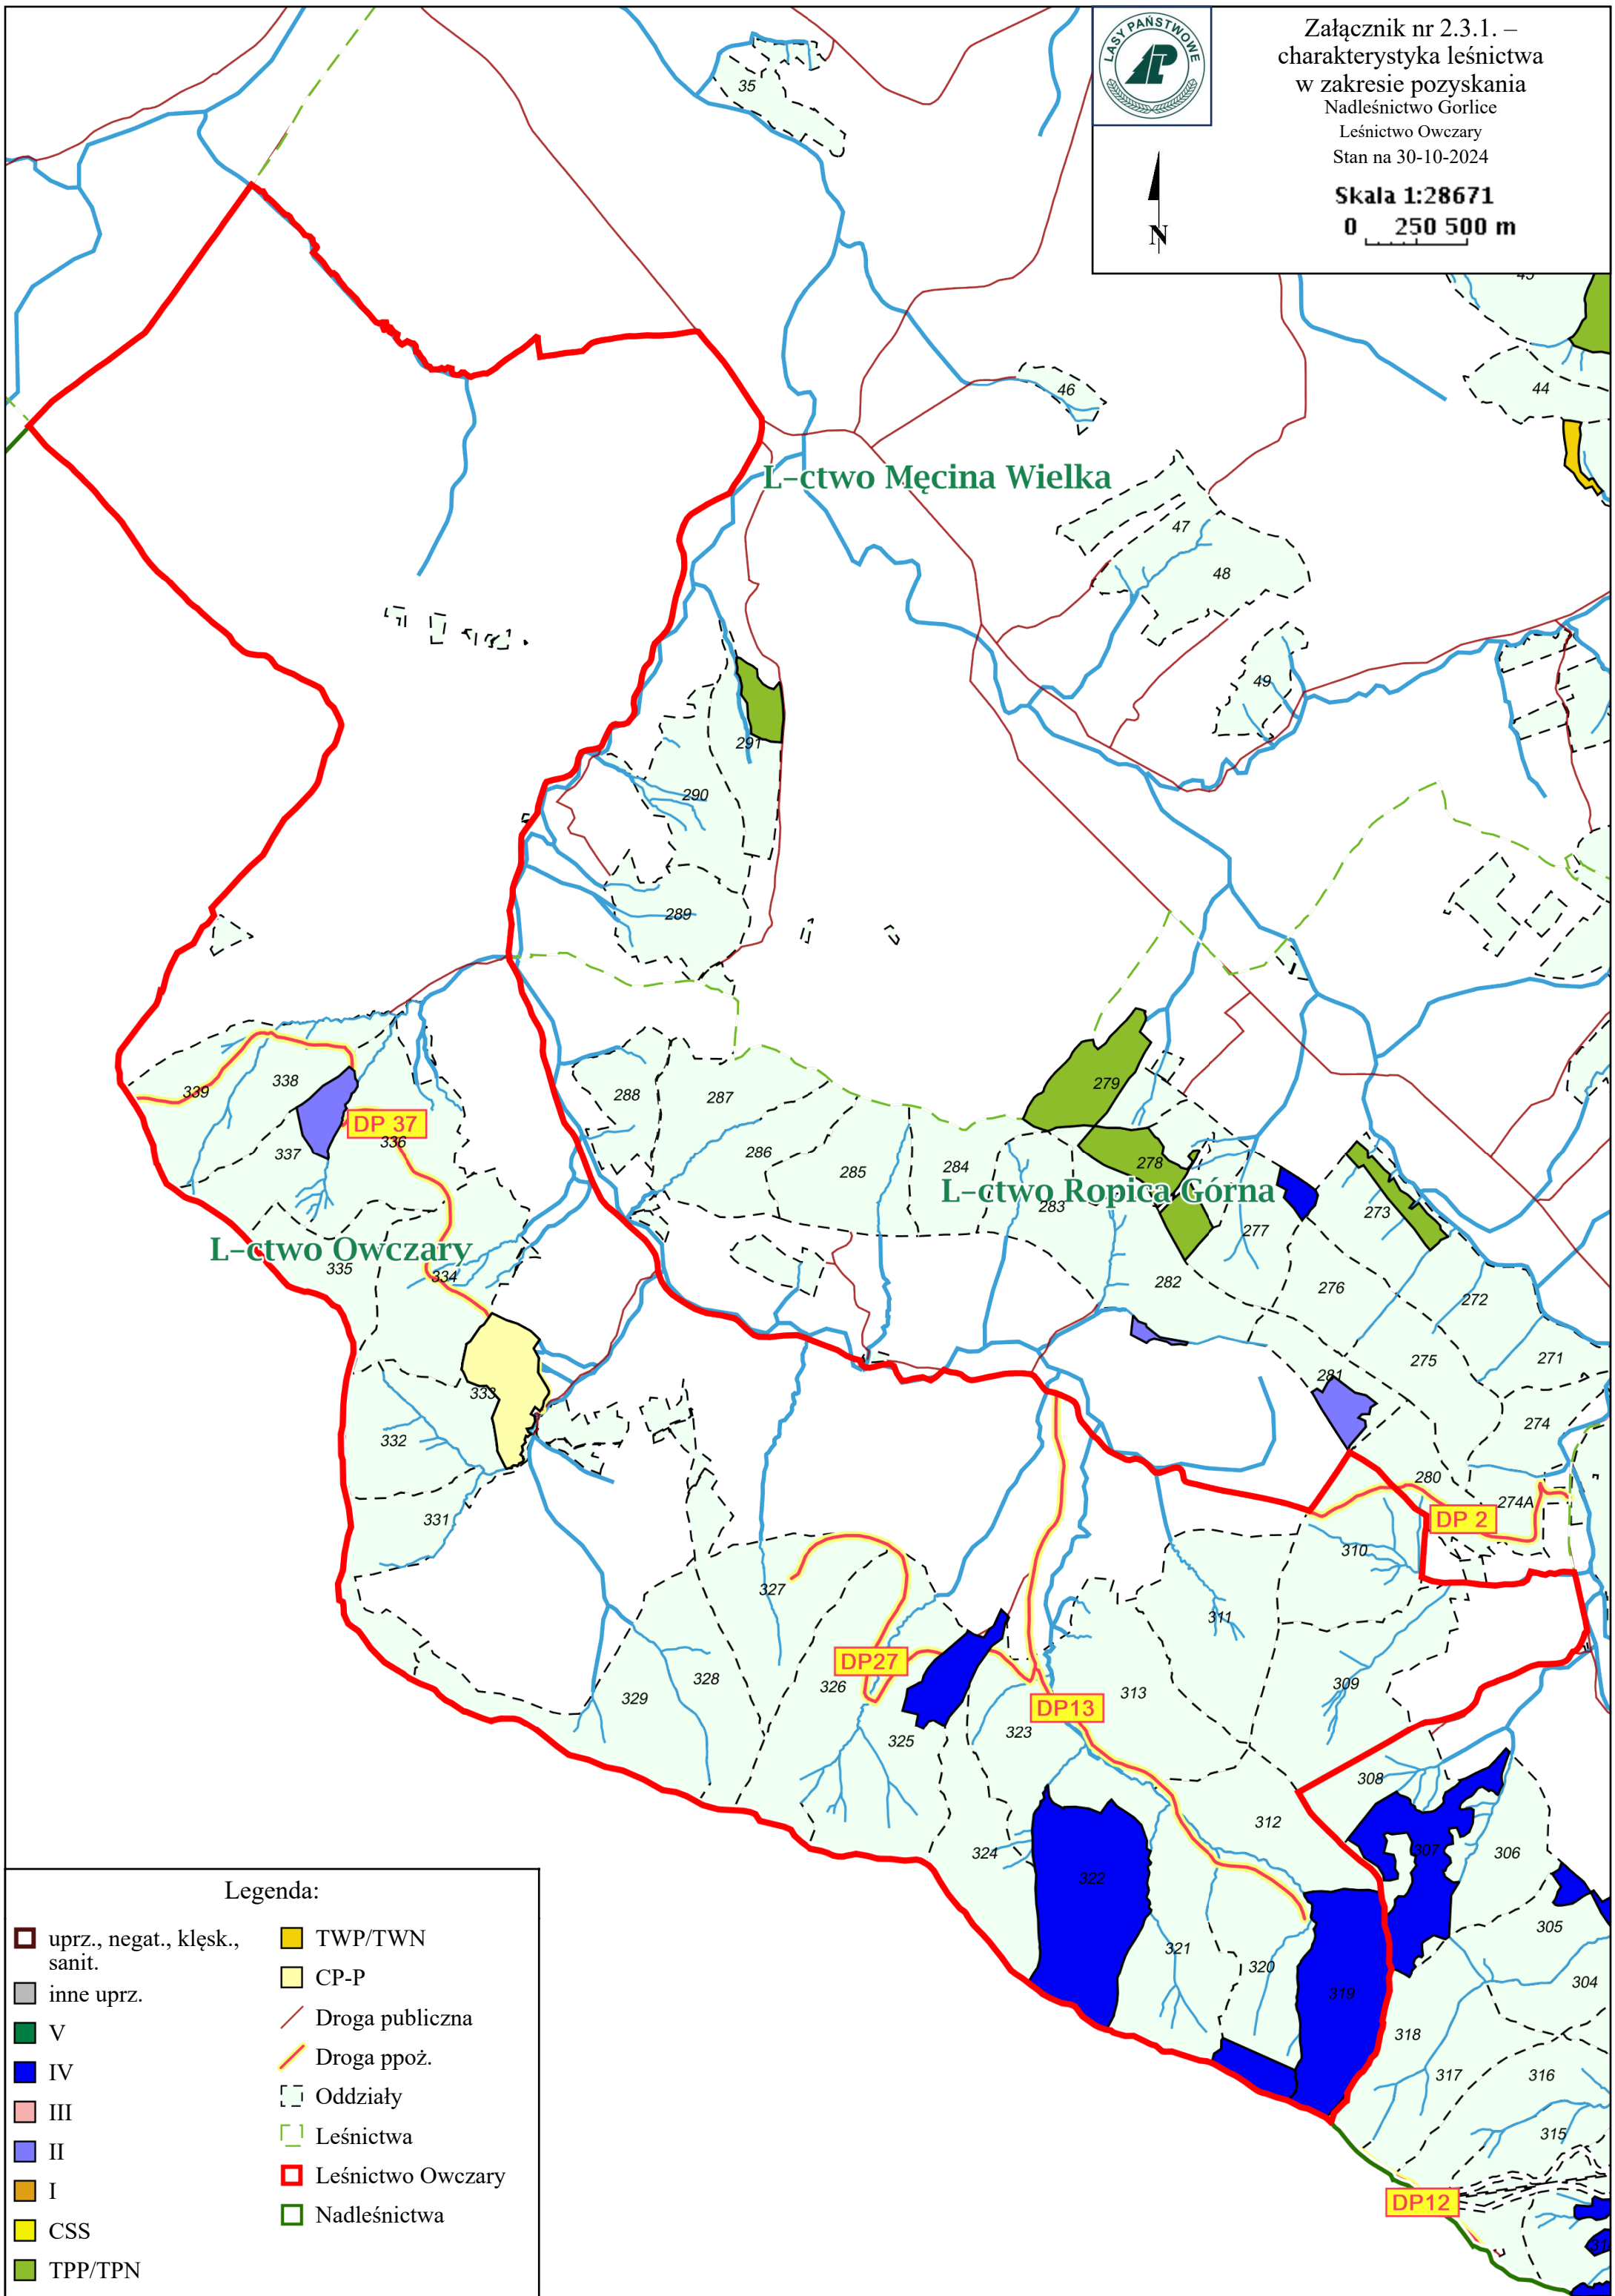 LASY PAŃSTWOWE
Załącznik nr 2.3.1. –
charakterystyka leśnictwa
w zakresie pozyskania
Nadleśnictwo Gorlice
Leśnictwo Owczary
Stan na 30-10-2024
Skala 1:28671
0 250 500 m
N
35
44
46
L-ctwo Męcina Wielka
47
48
49
291
290
289
339
338
288
287
279
DP 37
336
337
286
285
284
278
L-ctwo Ropica Górna
283
277
273
L-ctwo Owczary
335
334
282
276
272
275
271
281
333
274
332
280
274A
331
DP 2
310
327
311
DP27
326
328
329
309
313
DP13
323
325
308
312
324
322
307
306
305
321
320
319
304
318
317
316
315
DP12
Legenda:
uprz., negat., klęsk.,
sanit.
inne uprz.
V
IV
III
II
I
CSS
TPP/TPN
TWP/TWN
CP-P
Droga publiczna
Droga ppoż.
Oddziały
Leśnictwa
Leśnictwo Owczary
Nadleśnictwa